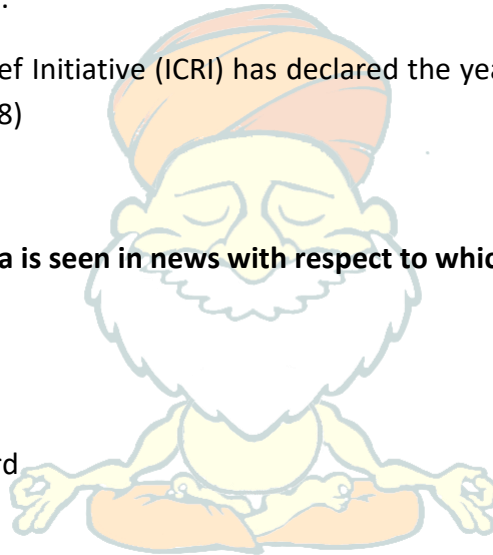 .
ef Initiative (ICRI) has declared the yea
8)
a is seen in news with respect to whic
rd